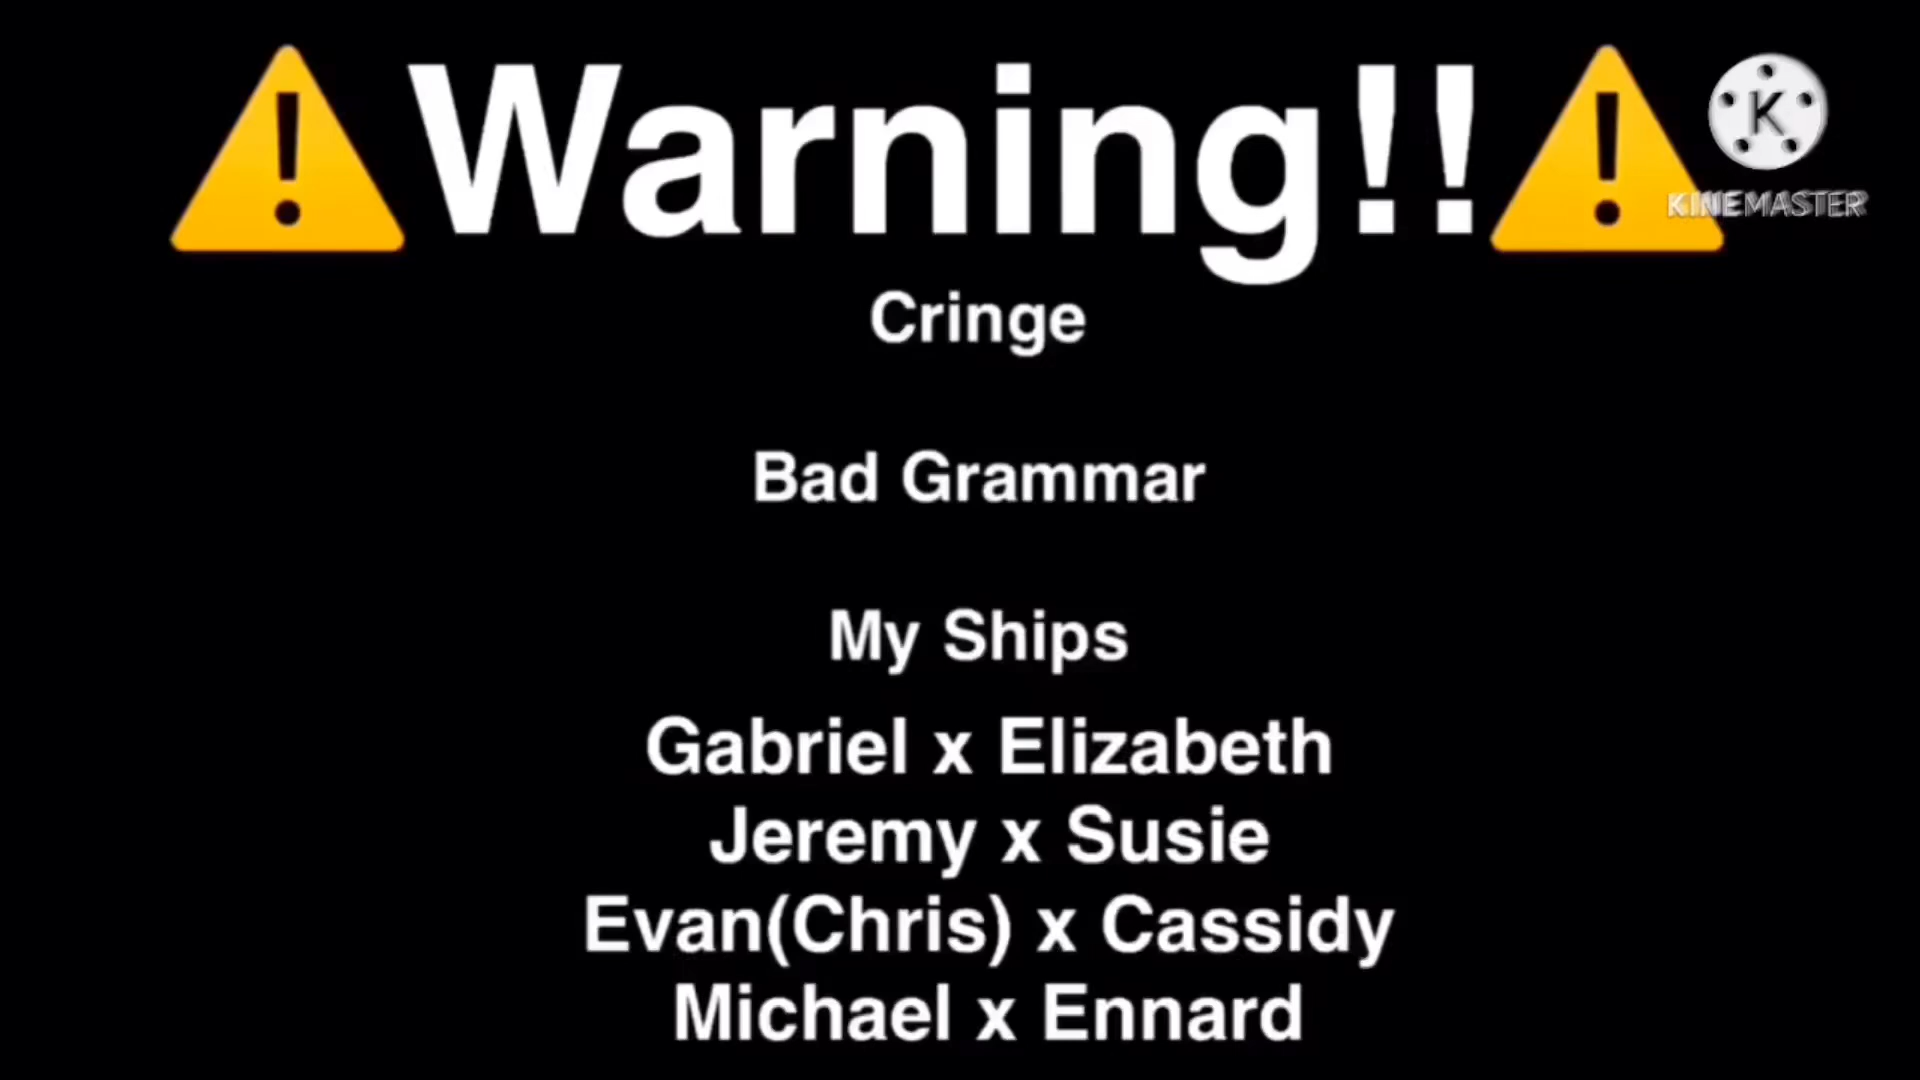 ⚠️Warning!!⚠️
K
KINEMASTER
Cringe
Bad Grammar
My Ships
Gabriel x Elizabeth
Jeremy x Susie
Evan(Chris) x Cassidy
Michael x Ennard